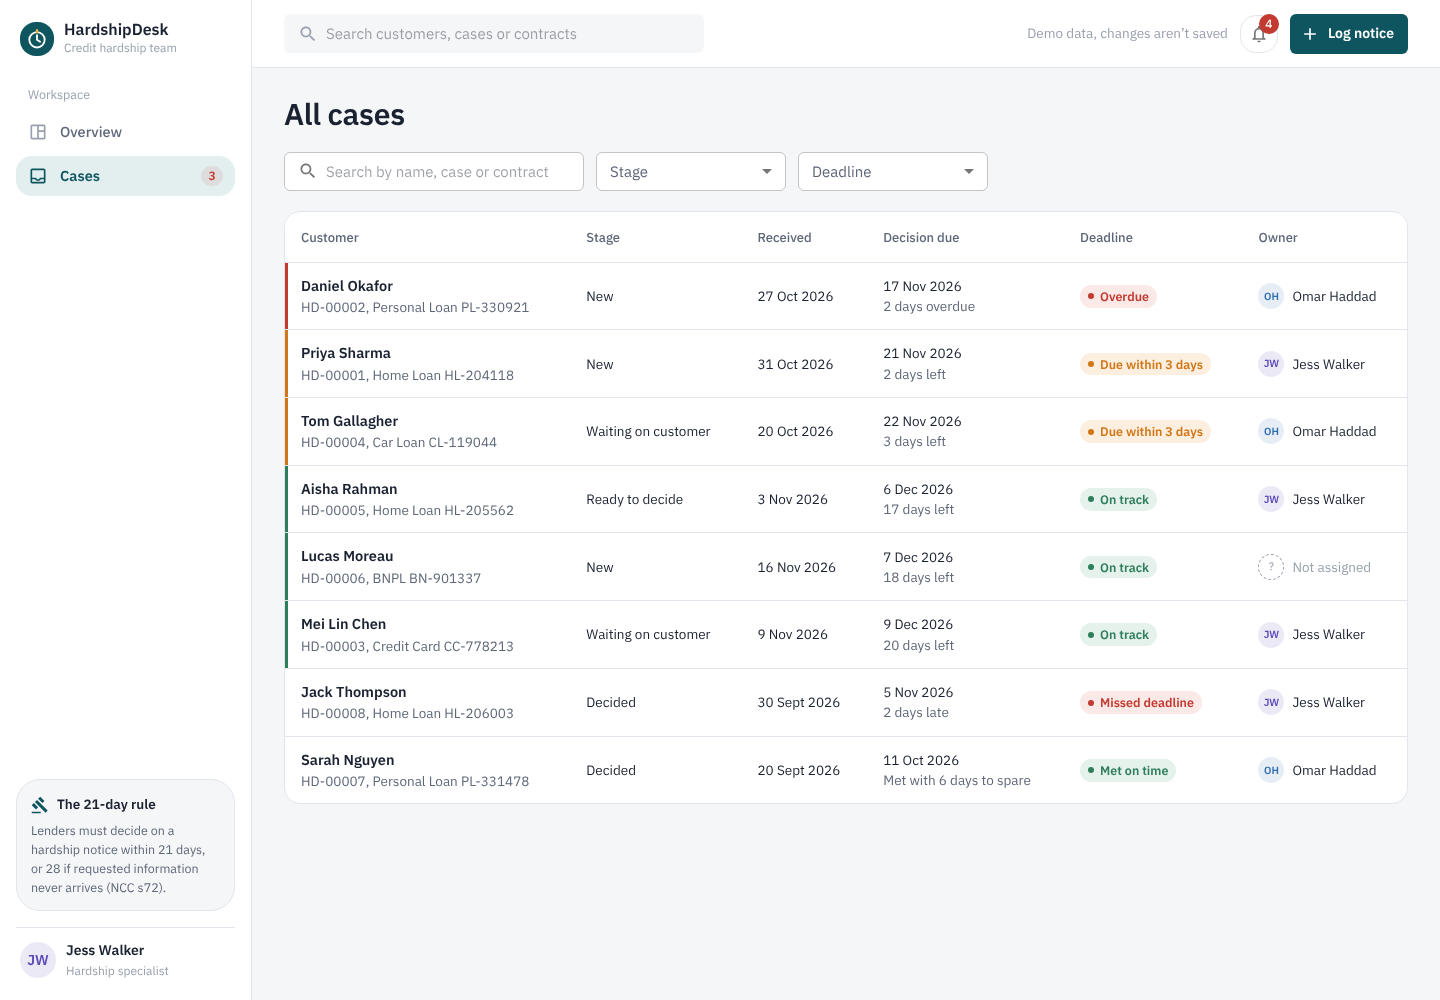 HardshipDesk
Credit hardship team
Workspace
Overview
Cases 3
The 21-day rule
Lenders must decide on a
hardship notice within 21 days,
or 28 if requested information
never arrives (NCC s72).
JW Jess Walker
Hardship specialist
Search customers, cases or contracts
Demo data, changes aren't saved
4
Log notice
All cases
Search by name, case or contract
Stage
Deadline
Customer Stage Received Decision due Deadline Owner
Daniel Okafor
HD-00002, Personal Loan PL-330921
New
27 Oct 2026
17 Nov 2026
2 days overdue
Overdue
OH Omar Haddad
Priya Sharma
HD-00001, Home Loan HL-204118
New
31 Oct 2026
21 Nov 2026
2 days left
Due within 3 days
JW Jess Walker
Tom Gallagher
HD-00004, Car Loan CL-119044
Waiting on customer
20 Oct 2026
22 Nov 2026
3 days left
Due within 3 days
OH Omar Haddad
Aisha Rahman
HD-00005, Home Loan HL-205562
Ready to decide
3 Nov 2026
6 Dec 2026
17 days left
On track
JW Jess Walker
Lucas Moreau
HD-00006, BNPL BN-901337
New
16 Nov 2026
7 Dec 2026
18 days left
On track
? Not assigned
Mei Lin Chen
HD-00003, Credit Card CC-778213
Waiting on customer
9 Nov 2026
9 Dec 2026
20 days left
On track
JW Jess Walker
Jack Thompson
HD-00008, Home Loan HL-206003
Decided
30 Sept 2026
5 Nov 2026
2 days late
Missed deadline
JW Jess Walker
Sarah Nguyen
HD-00007, Personal Loan PL-331478
Decided
20 Sept 2026
11 Oct 2026
Met with 6 days to spare
Met on time
OH Omar Haddad